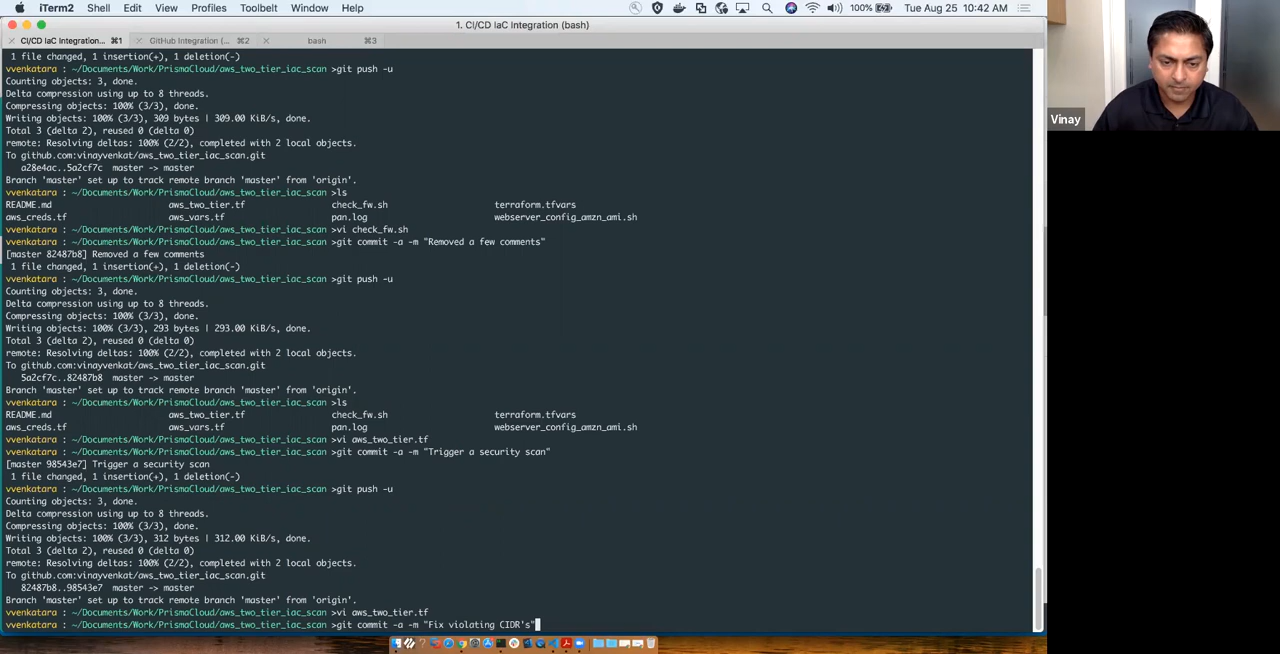 iTerm2 Shell Edit View Profiles Toolbelt Window Help 100% Tue Aug 25 10:42 AM
1. CI/CD IaC Integration (bash)
CI/CD IaC Integration... ⌘1 GitHub Integration (... ⌘2 bash ⌘3
1 file changed, 1 insertion(+), 1 deletion(-)
vvenkatara : ~/Documents/Work/PrismaCloud/aws_two_tier_iac_scan >git push -u
Counting objects: 3, done.
Delta compression using up to 8 threads.
Compressing objects: 100% (3/3), done.
Writing objects: 100% (3/3), 309 bytes | 309.00 KiB/s, done.
Total 3 (delta 2), reused 0 (delta 0)
remote: Resolving deltas: 100% (2/2), completed with 2 local objects.
To github.com:vinayvenkat/aws_two_tier_iac_scan.git
a28e4ac..5a2cf7c master -> master
Branch 'master' set up to track remote branch 'master' from 'origin'.
vvenkatara : ~/Documents/Work/PrismaCloud/aws_two_tier_iac_scan >ls
README.md aws_two_tier.tf check_fw.sh terraform.tfvars
aws_creds.tf aws_vars.tf pan.log webserver_config_amzn_ami.sh
vvenkatara : ~/Documents/Work/PrismaCloud/aws_two_tier_iac_scan >vi check_fw.sh
vvenkatara : ~/Documents/Work/PrismaCloud/aws_two_tier_iac_scan >git commit -a -m "Removed a few comments"
[master 82487b8] Removed a few comments
1 file changed, 1 insertion(+), 1 deletion(-)
vvenkatara : ~/Documents/Work/PrismaCloud/aws_two_tier_iac_scan >git push -u
Counting objects: 3, done.
Delta compression using up to 8 threads.
Compressing objects: 100% (3/3), done.
Writing objects: 100% (3/3), 293 bytes | 293.00 KiB/s, done.
Total 3 (delta 2), reused 0 (delta 0)
remote: Resolving deltas: 100% (2/2), completed with 2 local objects.
To github.com:vinayvenkat/aws_two_tier_iac_scan.git
5a2cf7c..82487b8 master -> master
Branch 'master' set up to track remote branch 'master' from 'origin'.
vvenkatara : ~/Documents/Work/PrismaCloud/aws_two_tier_iac_scan >ls
README.md aws_two_tier.tf check_fw.sh terraform.tfvars
aws_creds.tf aws_vars.tf pan.log webserver_config_amzn_ami.sh
vvenkatara : ~/Documents/Work/PrismaCloud/aws_two_tier_iac_scan >vi aws_two_tier.tf
vvenkatara : ~/Documents/Work/PrismaCloud/aws_two_tier_iac_scan >git commit -a -m "Trigger a security scan"
[master 98543e7] Trigger a security scan
1 file changed, 1 insertion(+), 1 deletion(-)
vvenkatara : ~/Documents/Work/PrismaCloud/aws_two_tier_iac_scan >git push -u
Counting objects: 3, done.
Delta compression using up to 8 threads.
Compressing objects: 100% (3/3), done.
Writing objects: 100% (3/3), 312 bytes | 312.00 KiB/s, done.
Total 3 (delta 2), reused 0 (delta 0)
remote: Resolving deltas: 100% (2/2), completed with 2 local objects.
To github.com:vinayvenkat/aws_two_tier_iac_scan.git
82487b8..98543e7 master -> master
Branch 'master' set up to track remote branch 'master' from 'origin'.
vvenkatara : ~/Documents/Work/PrismaCloud/aws_two_tier_iac_scan >vi aws_two_tier.tf
vvenkatara : ~/Documents/Work/PrismaCloud/aws_two_tier_iac_scan >git commit -a -m "Fix violating CIDR's"
Vinay